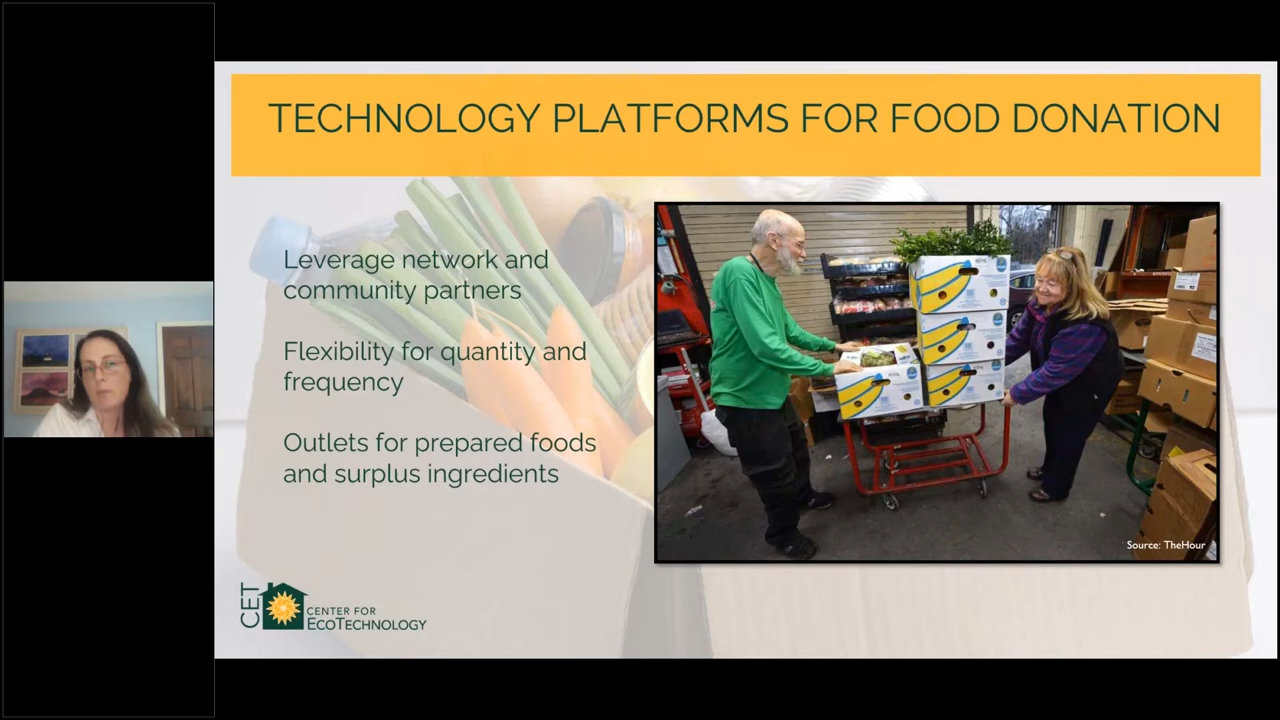 TECHNOLOGY PLATFORMS FOR FOOD DONATION
Leverage network and
community partners
Flexibility for quantity and
frequency
Outlets for prepared foods
and surplus ingredients
Source: TheHour
CET
CENTER FOR
ECOTECHNOLOGY